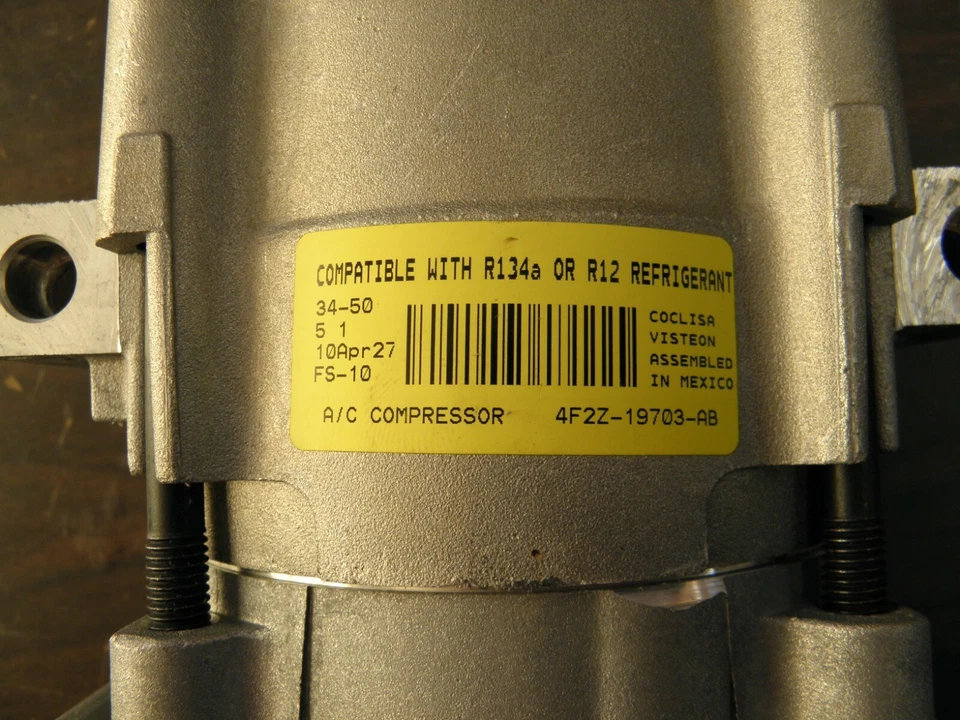 COMPATIBLE WITH R134a OR R12 REFRIGERANT
34-50
5 1
10Apr27
FS-10
COCLISA
VISTEON
ASSEMBLED
IN MEXICO
A/C COMPRESSOR 4F2Z-19703-AB